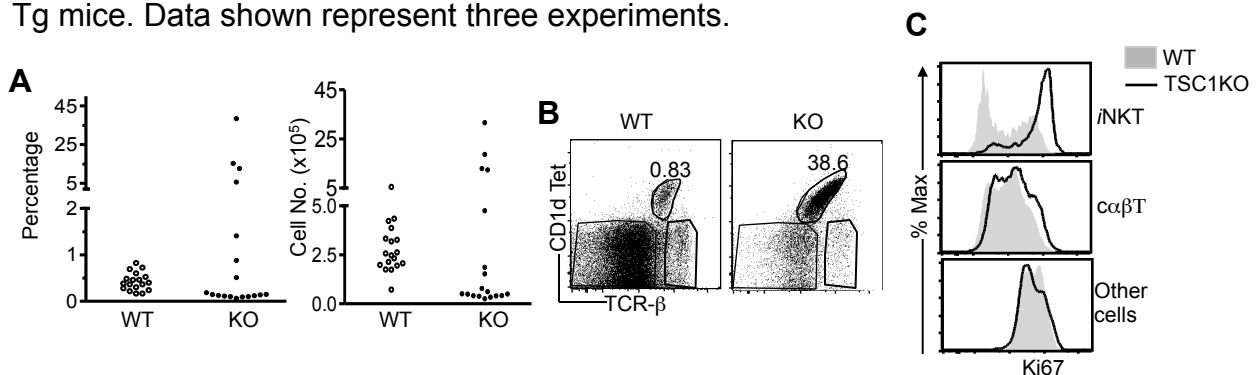 Tg mice. Data shown represent three experiments.
A
Percentage
45
25
5
2
1
0
WT
KO
Cell No. (x10⁵)
45
25
5
5.0
2.5
0.0
WT
KO
B
WT
KO
0.83
38.6
CD1d Tet
TCR-β
C
WT
TSC1KO
% Max
iNKT
cαβT
Other
cells
Ki67